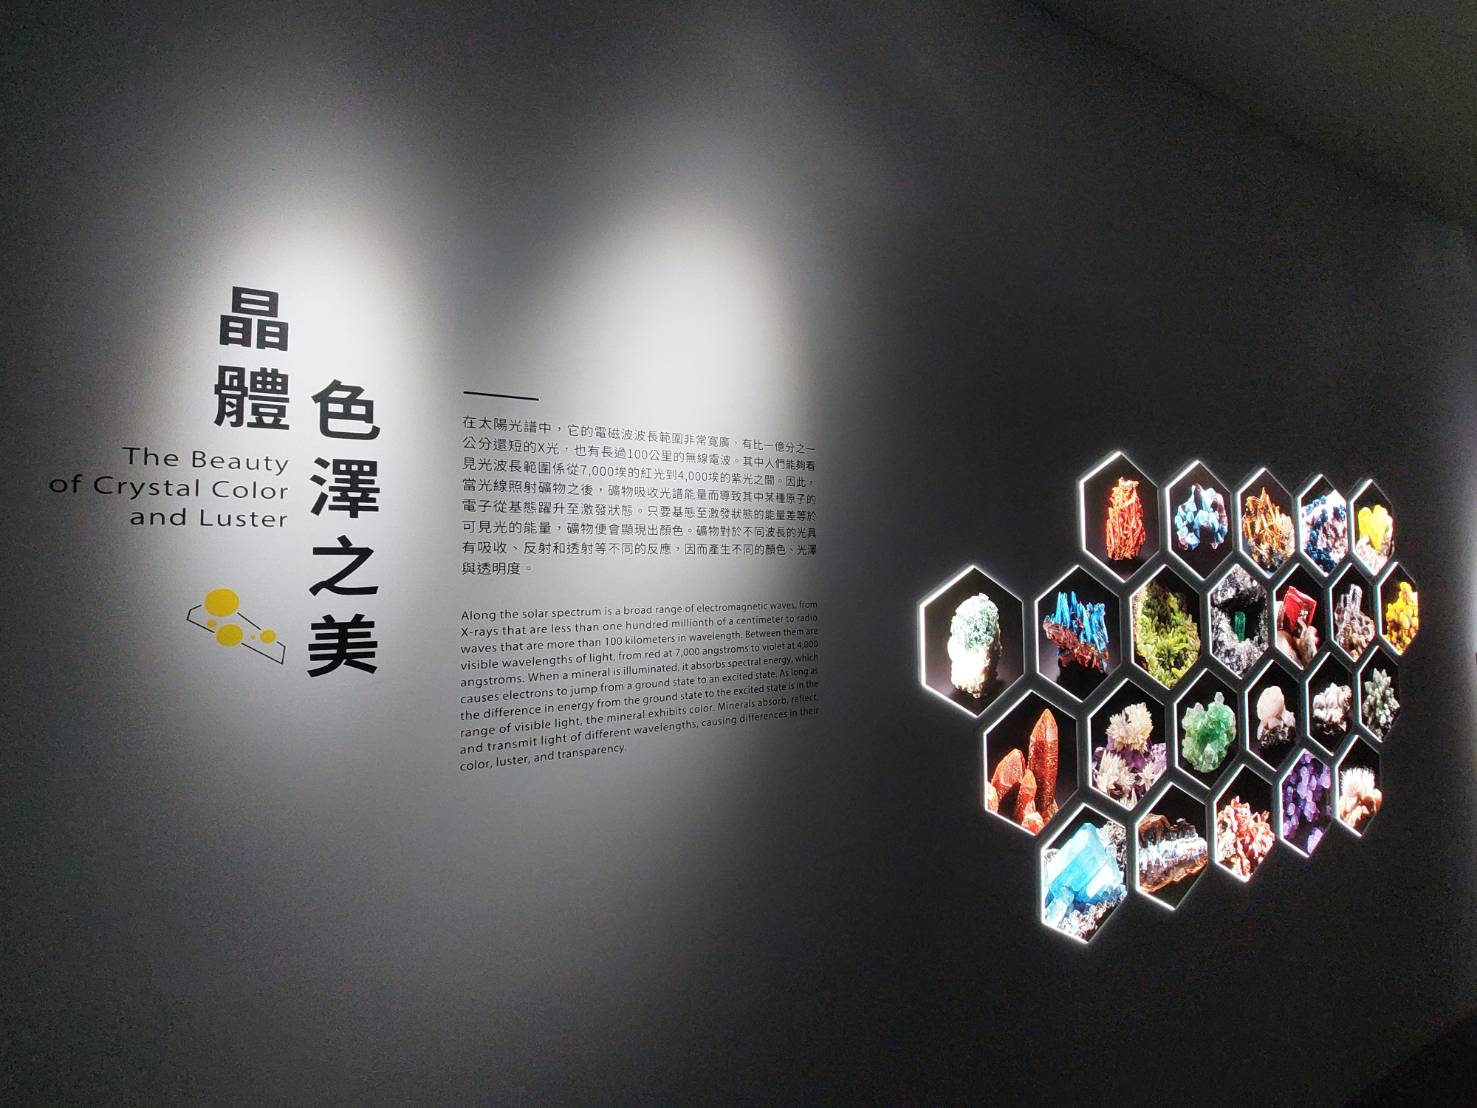 晶體
色澤之美
The Beauty
of Crystal Color
and Luster
在太陽光譜中，它的電磁波波長範圍非常寬廣，有比一億分之一
公分還短的X光，也有長過100公里的無線電波。其中人們能夠看
見光波長範圍係從7,000埃的紅光到4,000埃的紫光之間。因此，
當光線照射礦物之後，礦物吸收光譜能量而導致其中某種原子的
電子從基態躍升至激發狀態。只要基態至激發狀態的能量差等於
可見光的能量，礦物便會顯現出顏色。礦物對於不同波長的光具
有吸收、反射和透射等不同的反應，因而產生不同的顏色、光澤
與透明度。
Along the solar spectrum is a broad range of electromagnetic waves, from
X-rays that are less than one hundred millionth of a centimeter to radio
waves that are more than 100 kilometers in wavelength. Between them are
visible wavelengths of light, from red at 7,000 angstroms to violet at 4,000
angstroms. When a mineral is illuminated, it absorbs spectral energy, which
causes electrons to jump from a ground state to an excited state. As long as
the difference in energy from the ground state to the excited state is in the
range of visible light, the mineral exhibits color. Minerals absorb, reflect,
and transmit light of different wavelengths, causing differences in their
color, luster, and transparency.